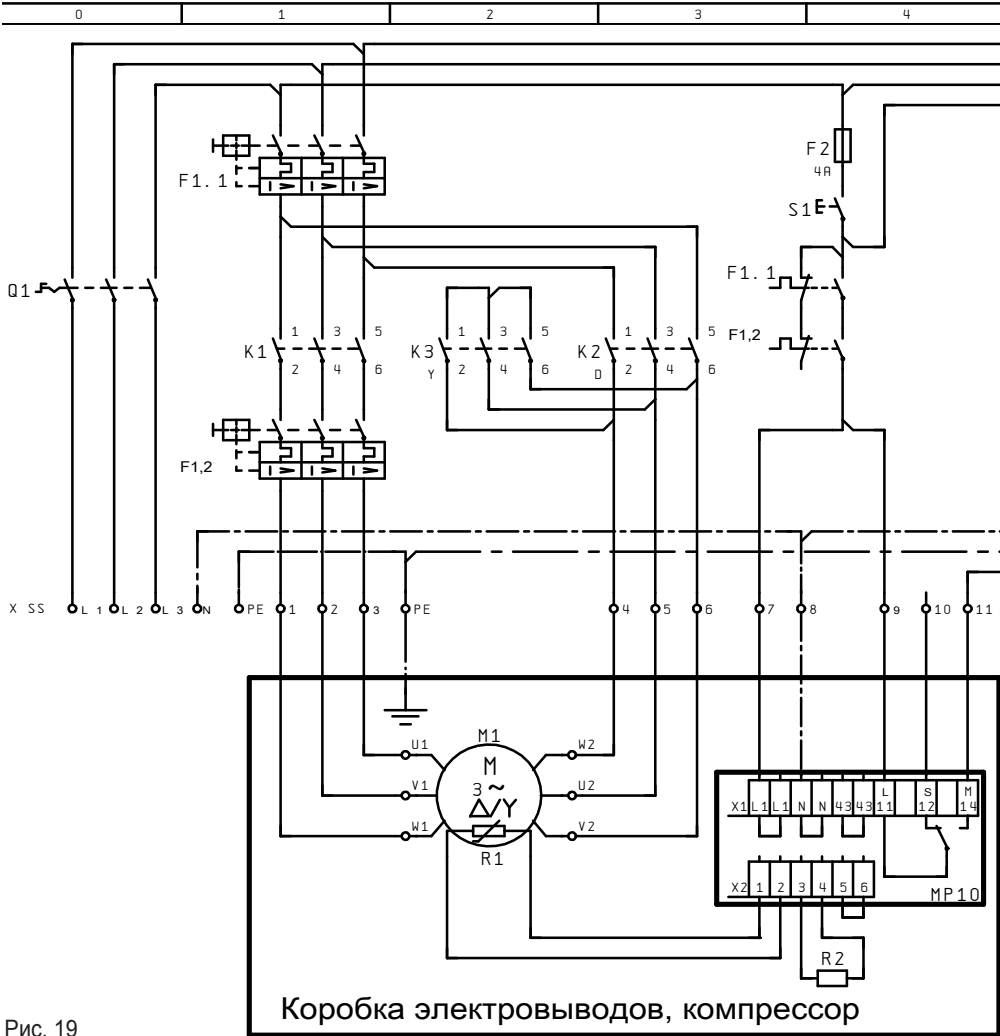 0 1 2 3 4
F2
4A
F1. 1
S1
F1. 1
Q1
1 3 5 1 3 5 1 3 5
F1,2
K1 K3 K2
2 4 6 Y 2 4 6 D 2 4 6
F1,2
X SS L 1 L 2 L 3 N PE 1 2 3 PE 4 5 6 7 8 9 10 11
M1
U1 W2
M
3 ~
V1 U2
Δ/Y
L S M
X1 L1 L1 N N 43 43 11 12 14
W1 V2
R1
X2 1 2 3 4 5 6
MP10
R2
Коробка электровыводов, компрессор
Рис. 19